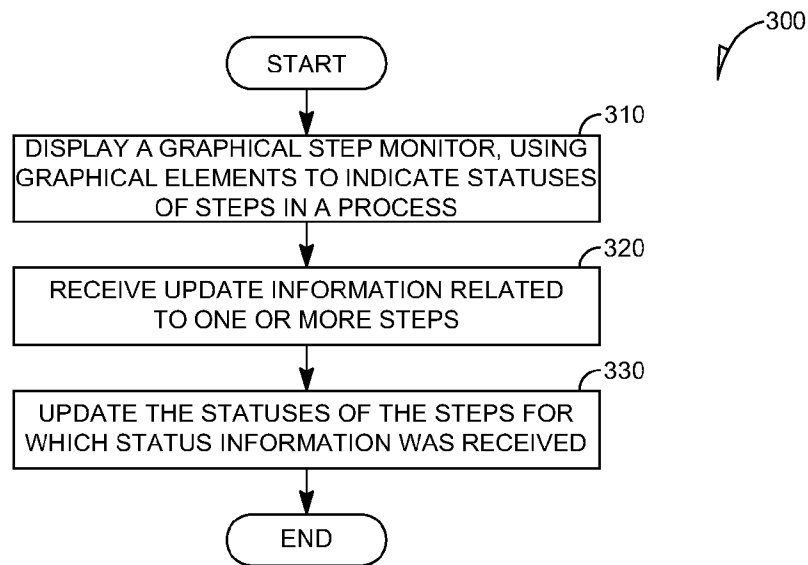 300
START
310
DISPLAY A GRAPHICAL STEP MONITOR, USING
GRAPHICAL ELEMENTS TO INDICATE STATUSES
OF STEPS IN A PROCESS
320
RECEIVE UPDATE INFORMATION RELATED
TO ONE OR MORE STEPS
330
UPDATE THE STATUSES OF THE STEPS FOR
WHICH STATUS INFORMATION WAS RECEIVED
END